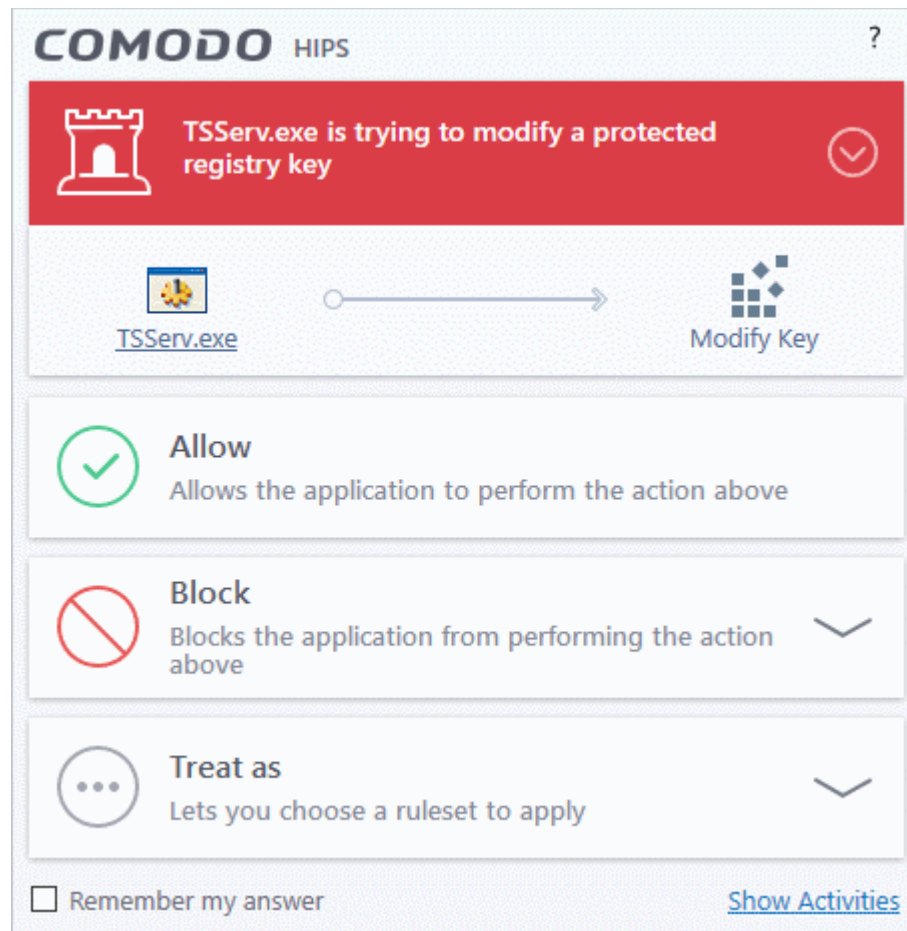 COMODO HIPS ?
TSServ.exe is trying to modify a protected
registry key
TSServ.exe
Modify Key
Allow
Allows the application to perform the action above
Block
Blocks the application from performing the action
above
Treat as
Lets you choose a ruleset to apply
Remember my answer
Show Activities